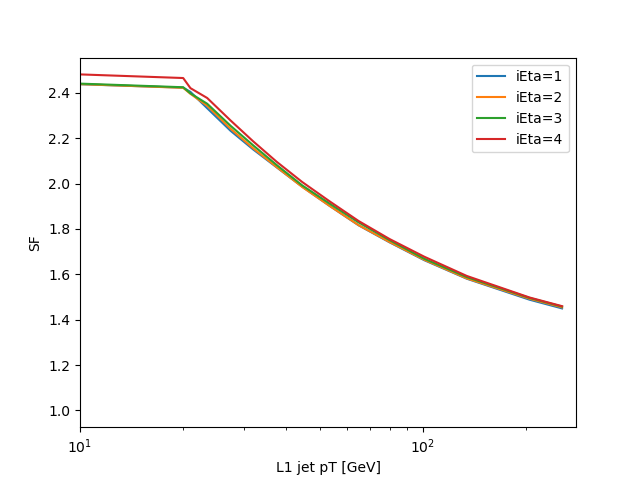 iEta=1
iEta=2
iEta=3
iEta=4
2.4
2.2
2.0
1.8
1.6
1.4
1.2
1.0
SF
10¹
10²
L1 jet pT [GeV]